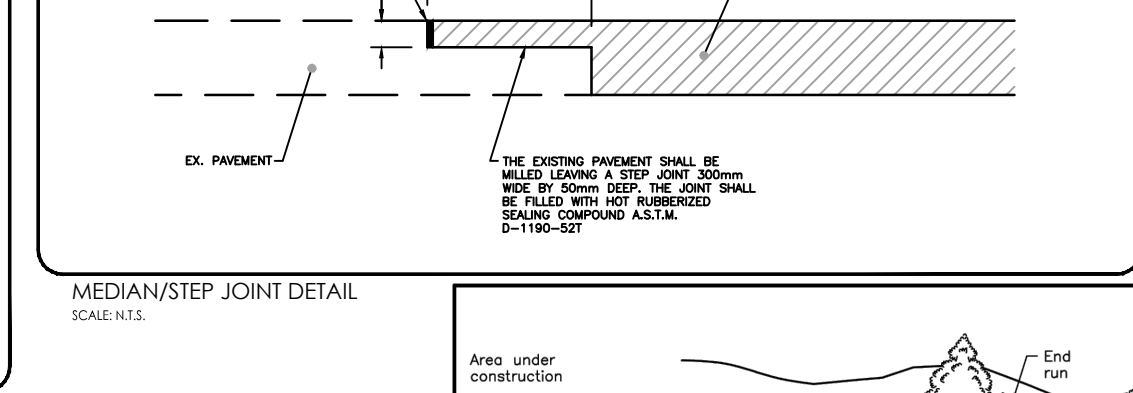 EX. PAVEMENT
THE EXISTING PAVEMENT SHALL BE
MILLED LEAVING A STEP JOINT 300mm
WIDE BY 50mm DEEP. THE JOINT SHALL
BE FILLED WITH HOT RUBBERIZED
SEALING COMPOUND A.S.T.M.
D-1190-52T
MEDIAN/STEP JOINT DETAIL
SCALE: N.T.S.
Area under
construction
End
run